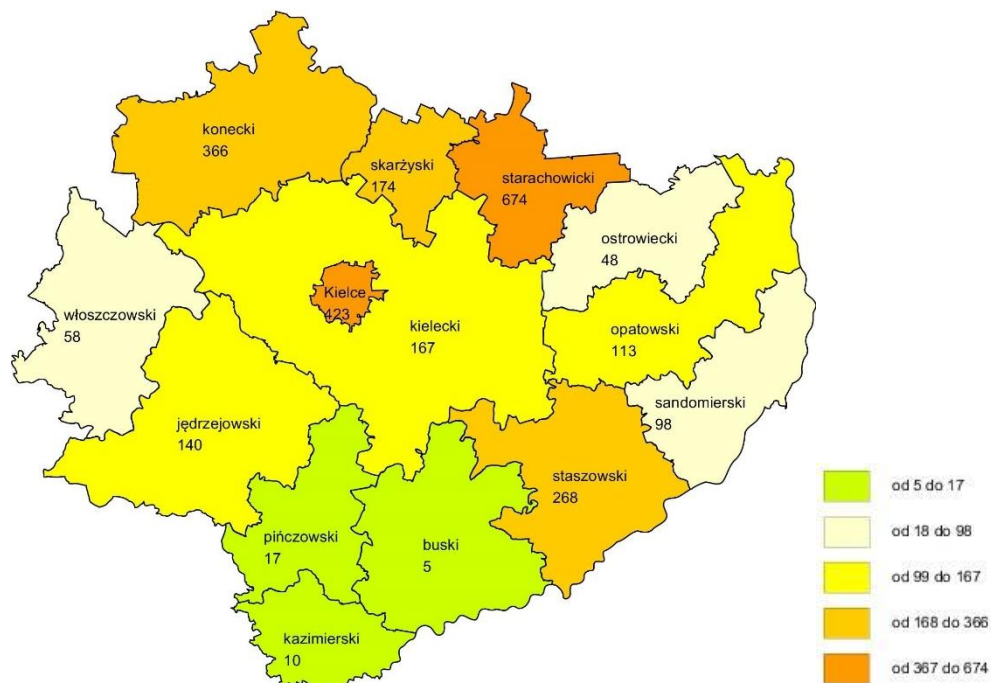 konecki
366
skarżyski
174
starachowicki
674
ostrowiecki
48
Kielce
423
włoszczowski
58
kielecki
167
opatowski
113
jędrzejowski
140
sandomierski
98
staszowski
268
pińczowski
17
buski
5
kazimierski
10
od 5 do 17
od 18 do 98
od 99 do 167
od 168 do 366
od 367 do 674